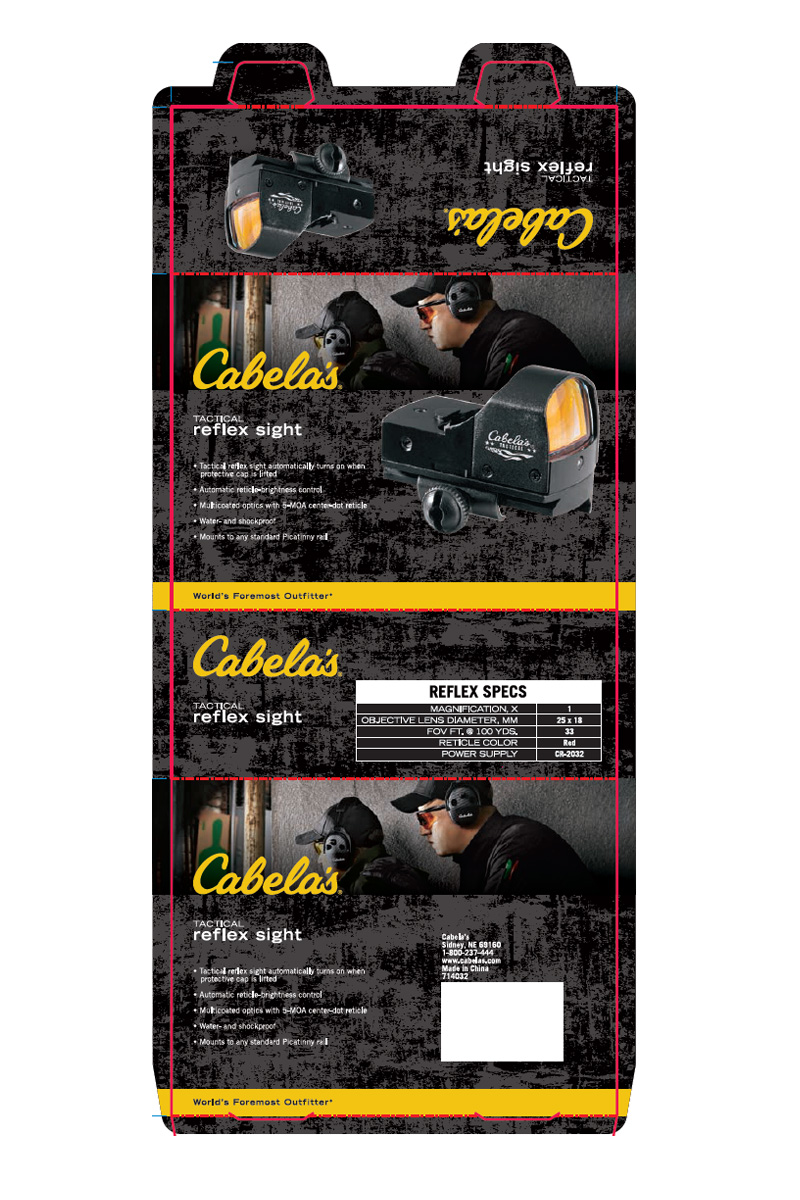 Cabela's®
TACTICAL
reflex sight
Cabela's
TACTICAL
Cabela's
Cabela's®
TACTICAL
reflex sight
• Tactical reflex sight automatically turns on when
protective cap is lifted
• Automatic reticle-brightness control
• Multicoated optics with 5-MOA center-dot reticle
• Water- and shockproof
• Mounts to any standard Picatinny rail
Cabela's
TACTICAL
World's Foremost Outfitter®
Cabela's®
TACTICAL
reflex sight
REFLEX SPECS
MAGNIFICATION, X 1
OBJECTIVE LENS DIAMETER, MM 25 x 18
FOV FT. @ 100 YDS. 33
RETICLE COLOR Red
POWER SUPPLY CR-2032
Cabela's
Cabela's®
TACTICAL
reflex sight
• Tactical reflex sight automatically turns on when
protective cap is lifted
• Automatic reticle-brightness control
• Multicoated optics with 5-MOA center-dot reticle
• Water- and shockproof
• Mounts to any standard Picatinny rail
Cabela's
Sidney, NE 69160
1-800-237-444
www.cabelas.com
Made in China
714032
World's Foremost Outfitter®